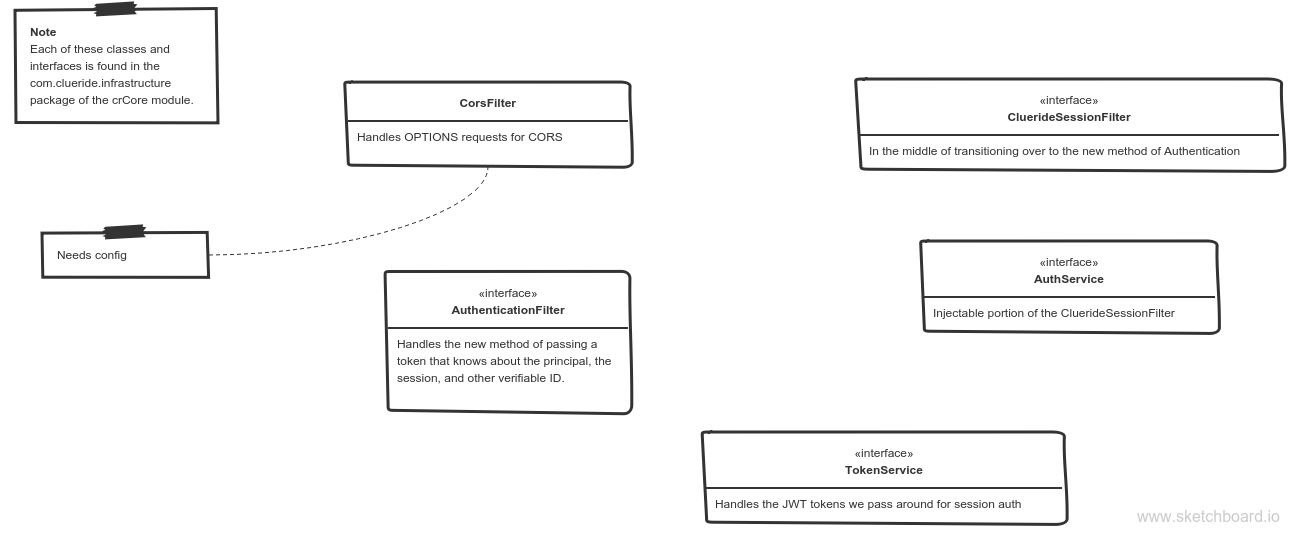 Note
Each of these classes and
interfaces is found in the
com.clueride.infrastructure
package of the crCore module.
CorsFilter
Handles OPTIONS requests for CORS
«interface»
CluerideSessionFilter
In the middle of transitioning over to the new method of Authentication
Needs config
«interface»
AuthService
Injectable portion of the CluerideSessionFilter
«interface»
AuthenticationFilter
Handles the new method of passing a
token that knows about the principal, the
session, and other verifiable ID.
«interface»
TokenService
Handles the JWT tokens we pass around for session auth
www.sketchboard.io